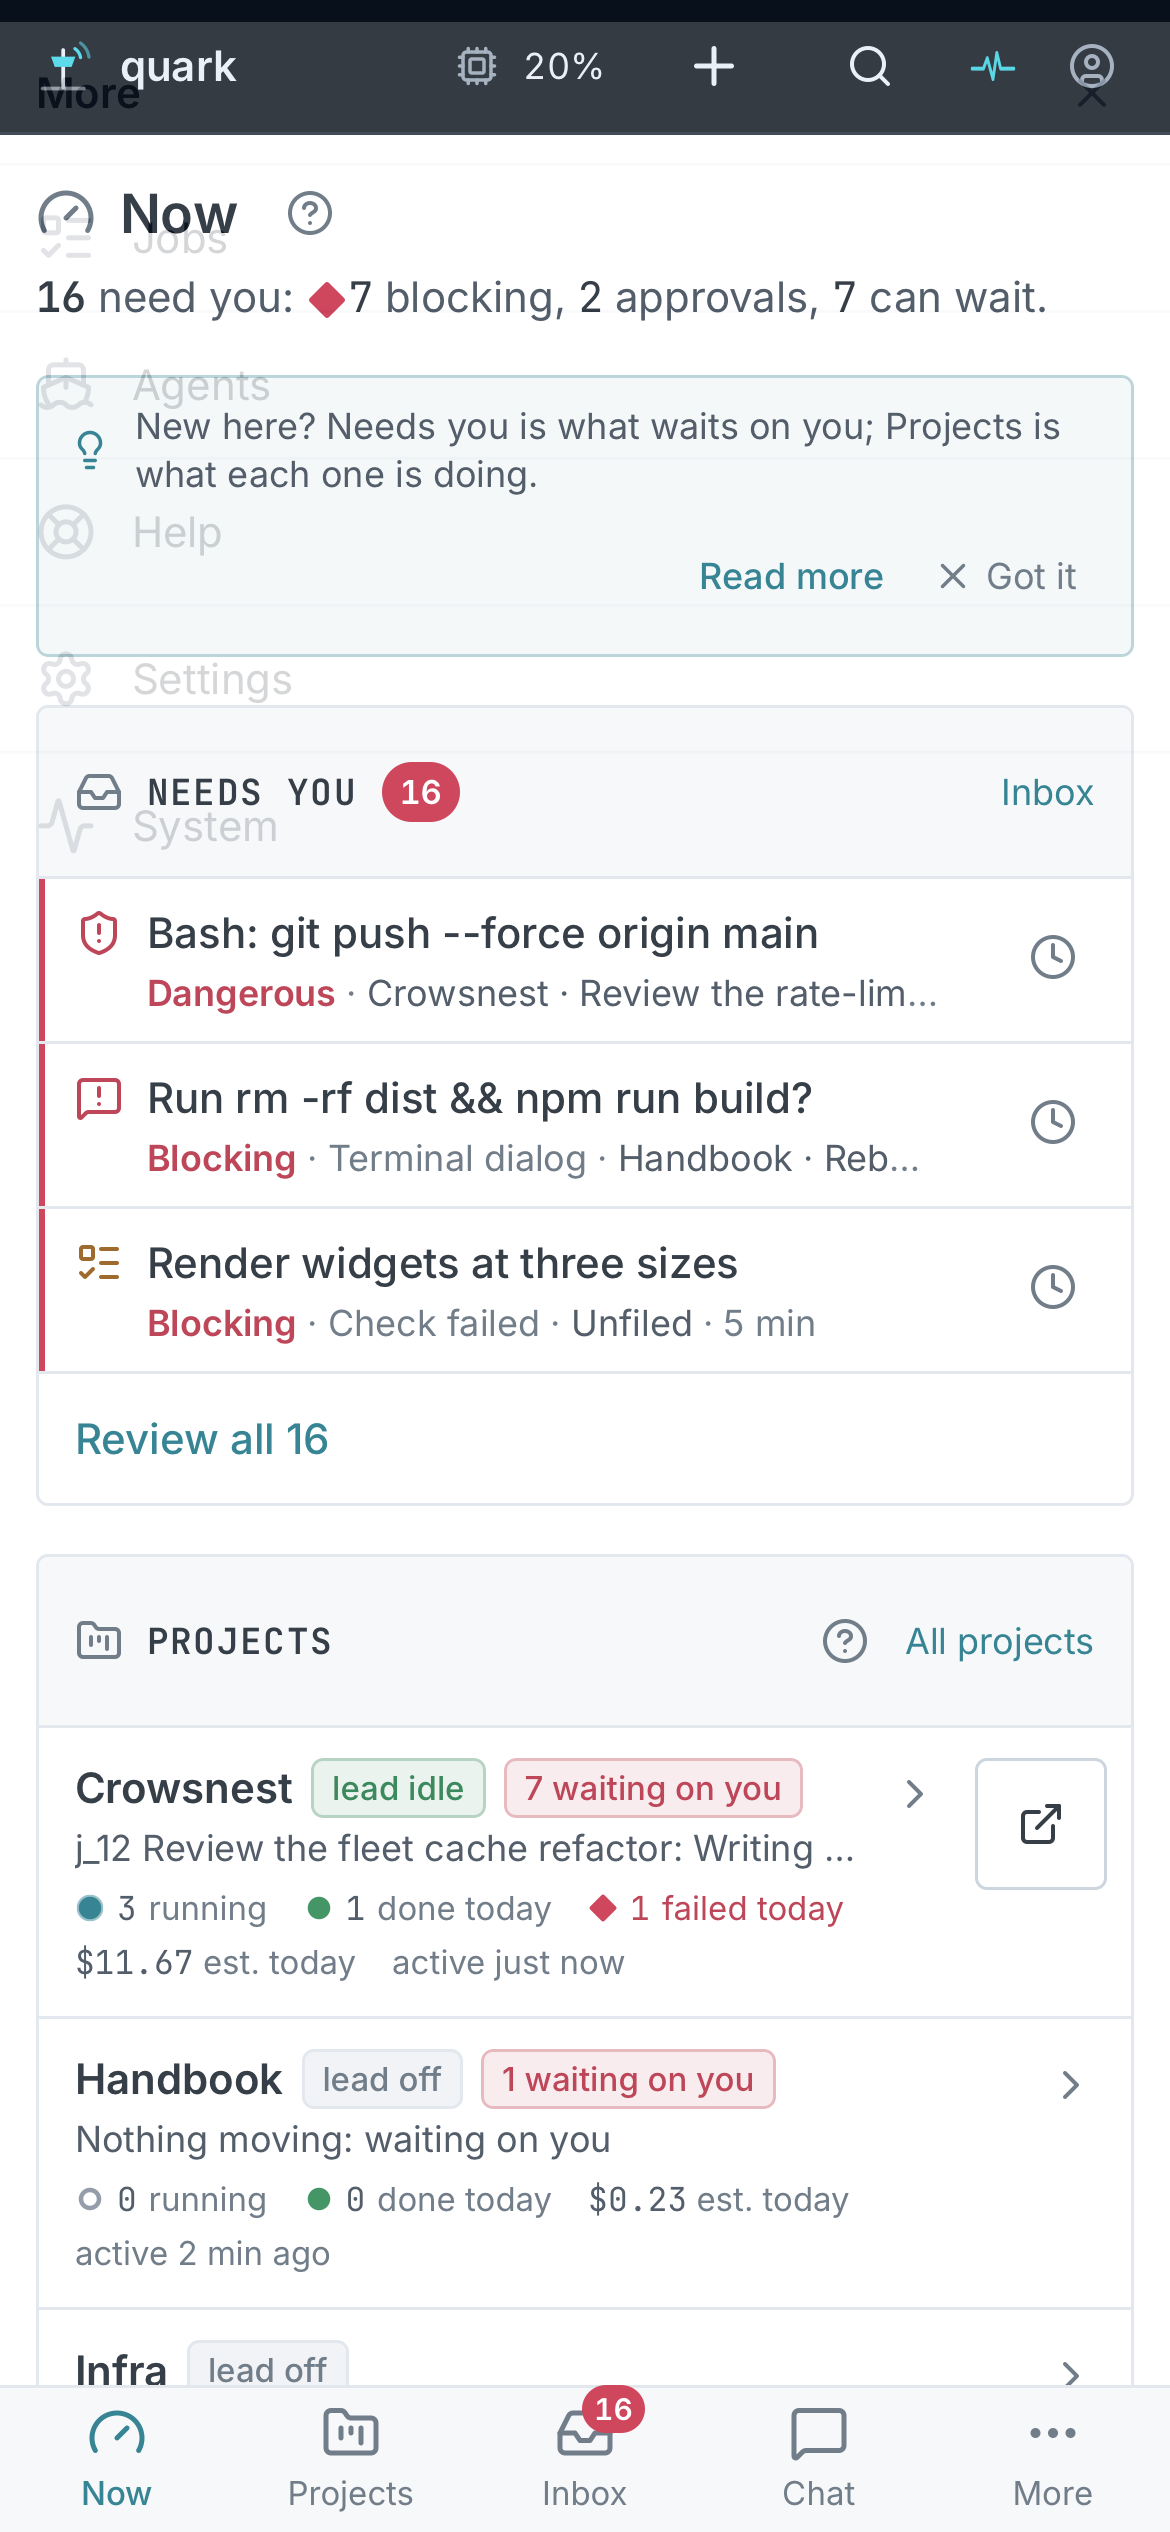 quark
20%
More
Now
Jobs
16 need you: 7 blocking, 2 approvals, 7 can wait.
Agents
New here? Needs you is what waits on you; Projects is
what each one is doing.
Help
Read more
Got it
Settings
NEEDS YOU 16
Inbox
System
Bash: git push --force origin main
Dangerous · Crowsnest · Review the rate-lim...
Run rm -rf dist && npm run build?
Blocking · Terminal dialog · Handbook · Reb...
Render widgets at three sizes
Blocking · Check failed · Unfiled · 5 min
Review all 16
PROJECTS
All projects
Crowsnest lead idle 7 waiting on you
j_12 Review the fleet cache refactor: Writing ...
3 running 1 done today 1 failed today
$11.67 est. today active just now
Handbook lead off 1 waiting on you
Nothing moving: waiting on you
0 running 0 done today $0.23 est. today
active 2 min ago
Infra lead off
16
Now Projects Inbox Chat More